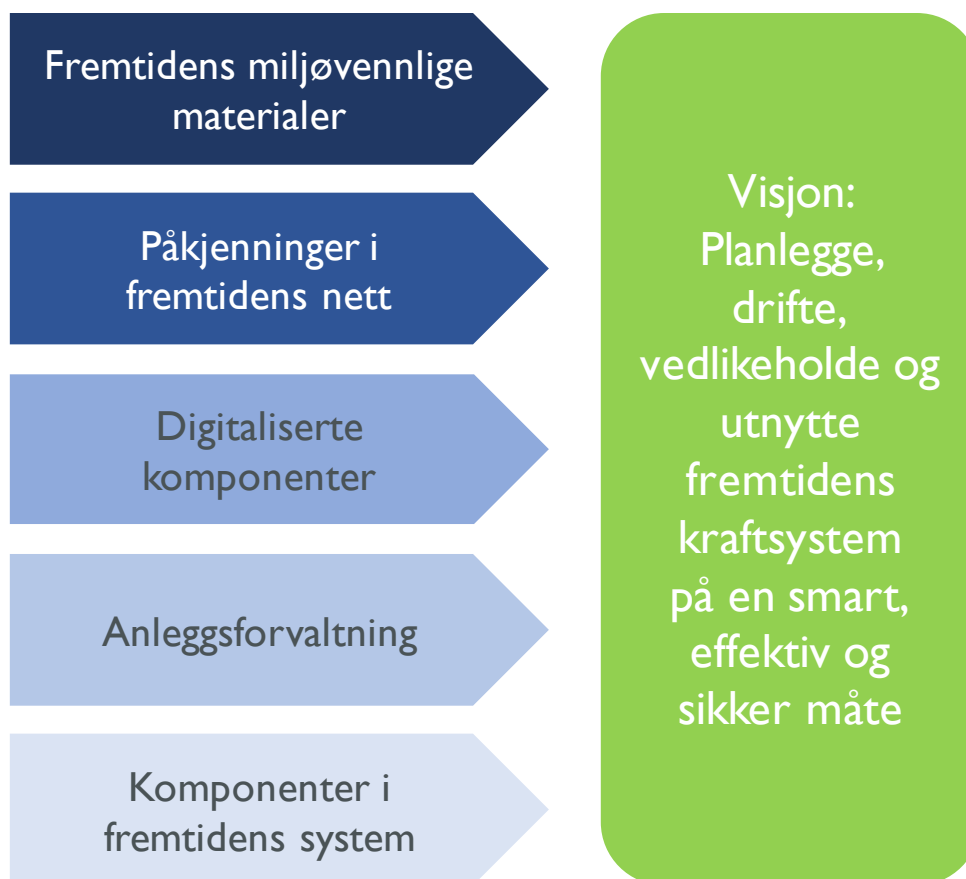 Fremtidens miljøvennlige
materialer
Påkjenninger i
fremtidens nett
Digitaliserte
komponenter
Anleggsforvaltning
Komponenter i
fremtidens system
Visjon:
Planlegge,
drifte,
vedlikeholde og
utnytte
fremtidens
kraftsystem
på en smart,
effektiv og
sikker måte